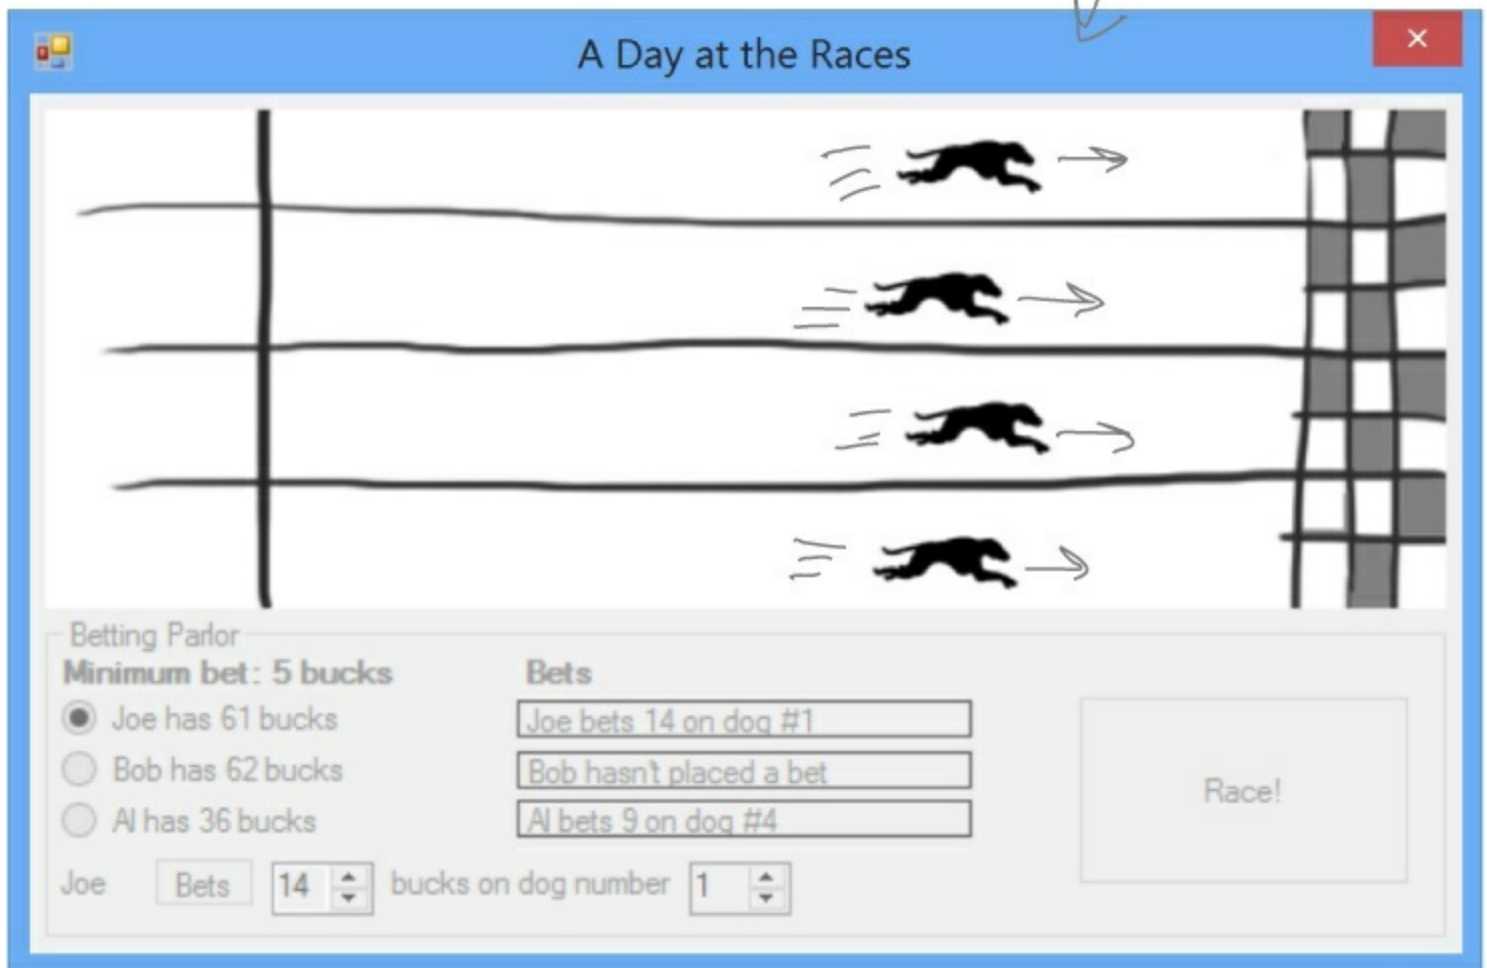 A Day at the Races
Betting Parlor
Minimum bet: 5 bucks
Bets
Joe has 61 bucks
Joe bets 14 on dog #1
Bob has 62 bucks
Bob hasn't placed a bet
Al has 36 bucks
Al bets 9 on dog #4
Race!
Joe Bets 14 bucks on dog number 1